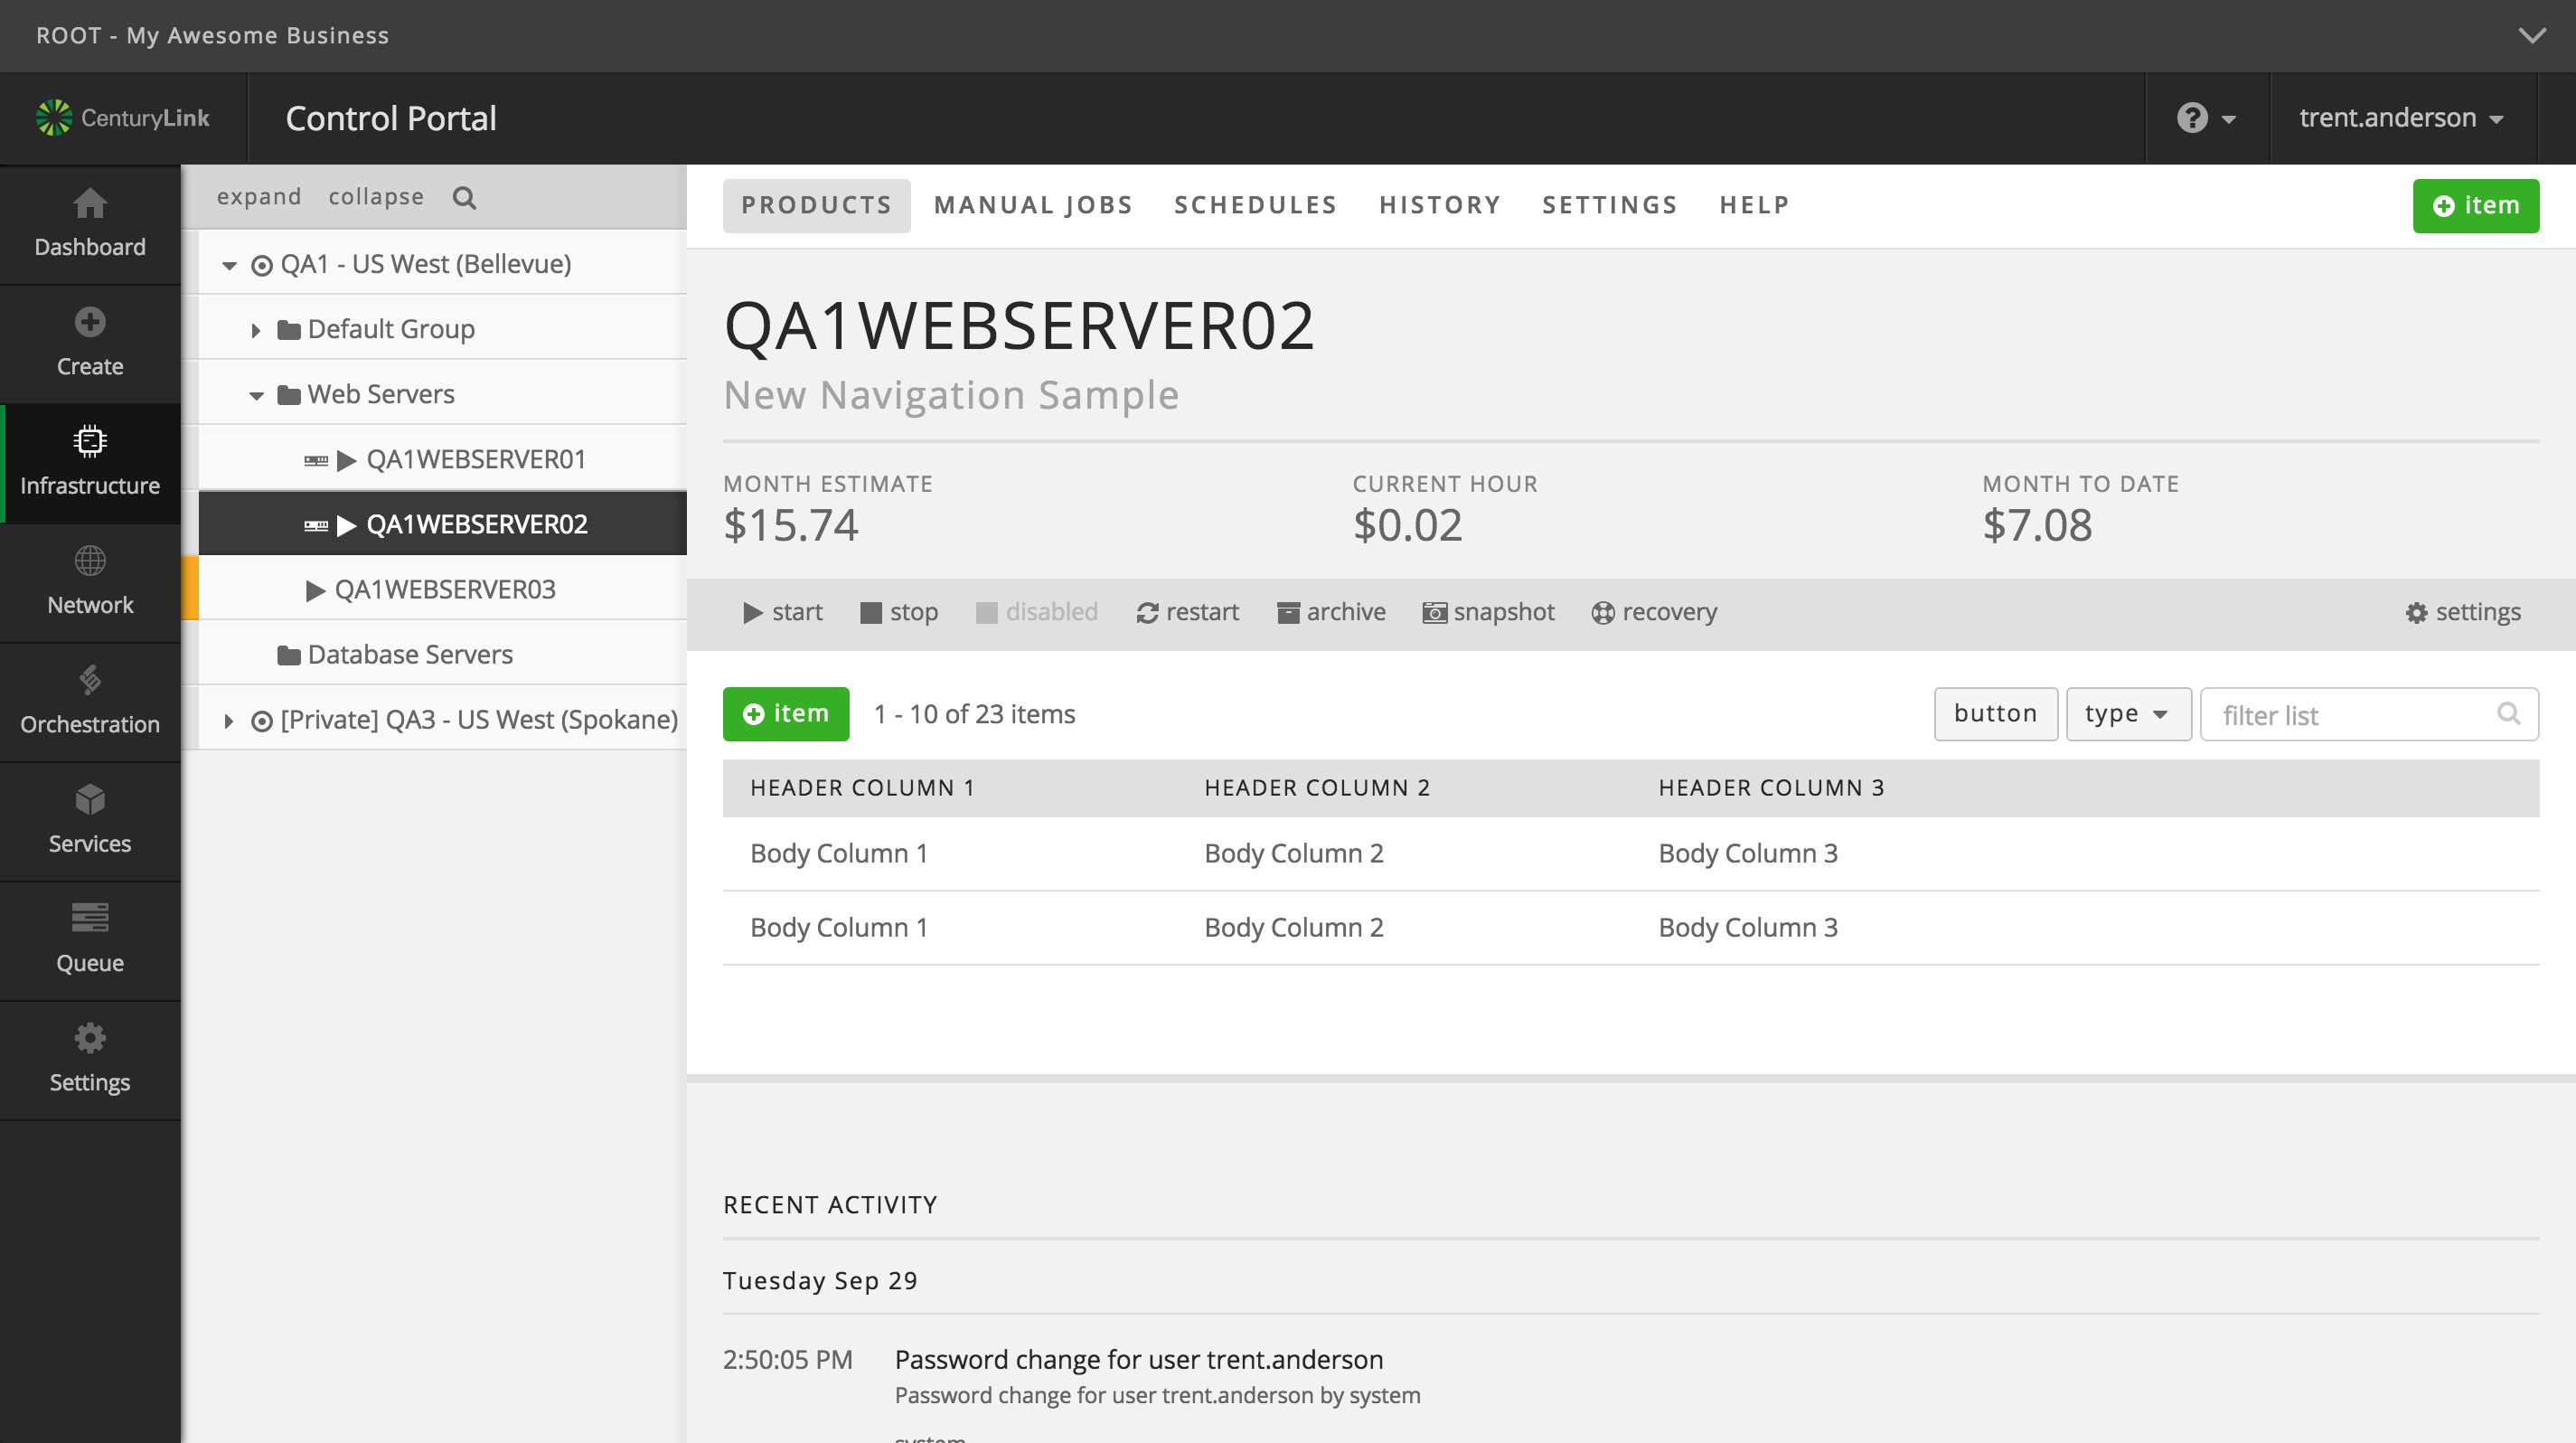 ROOT - My Awesome Business
CenturyLink
Control Portal
?
trent.anderson
Dashboard
Create
Infrastructure
Network
Orchestration
Services
Queue
Settings
expand collapse
QA1 - US West (Bellevue)
Default Group
Web Servers
QA1WEBSERVER01
QA1WEBSERVER02
QA1WEBSERVER03
Database Servers
[Private] QA3 - US West (Spokane)
PRODUCTS MANUAL JOBS SCHEDULES HISTORY SETTINGS HELP
item
QA1WEBSERVER02
New Navigation Sample
MONTH ESTIMATE CURRENT HOUR MONTH TO DATE
$15.74 $0.02 $7.08
start stop disabled restart archive snapshot recovery settings
item 1 - 10 of 23 items button type filter list
HEADER COLUMN 1 HEADER COLUMN 2 HEADER COLUMN 3
Body Column 1 Body Column 2 Body Column 3
Body Column 1 Body Column 2 Body Column 3
RECENT ACTIVITY
Tuesday Sep 29
2:50:05 PM Password change for user trent.anderson
Password change for user trent.anderson by system